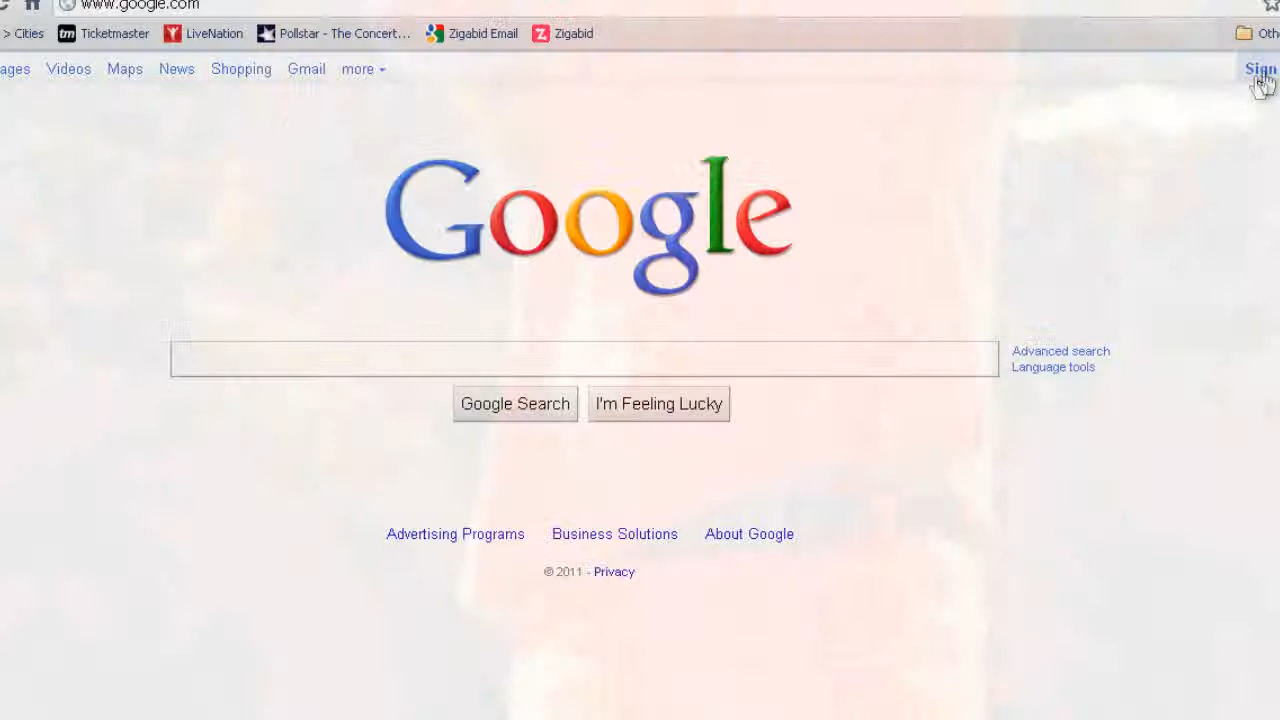 www.google.com
> Cities Ticketmaster LiveNation Pollstar - The Concert... Zigabid Email Zigabid Oth
ages Videos Maps News Shopping Gmail more Sign
Google
Advanced search
Language tools
Google Search I'm Feeling Lucky
Advertising Programs Business Solutions About Google
© 2011 - Privacy